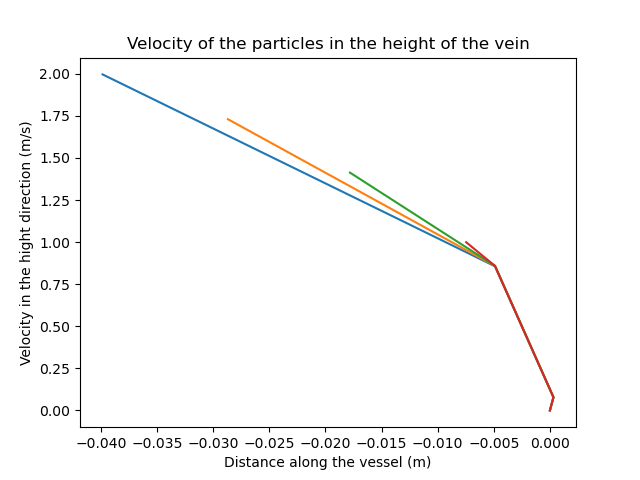 Velocity of the particles in the height of the vein
2.00
1.75
1.50
1.25
1.00
0.75
0.50
0.25
0.00
Velocity in the hight direction (m/s)
−0.040 −0.035 −0.030 −0.025 −0.020 −0.015 −0.010 −0.005 0.000
Distance along the vessel (m)